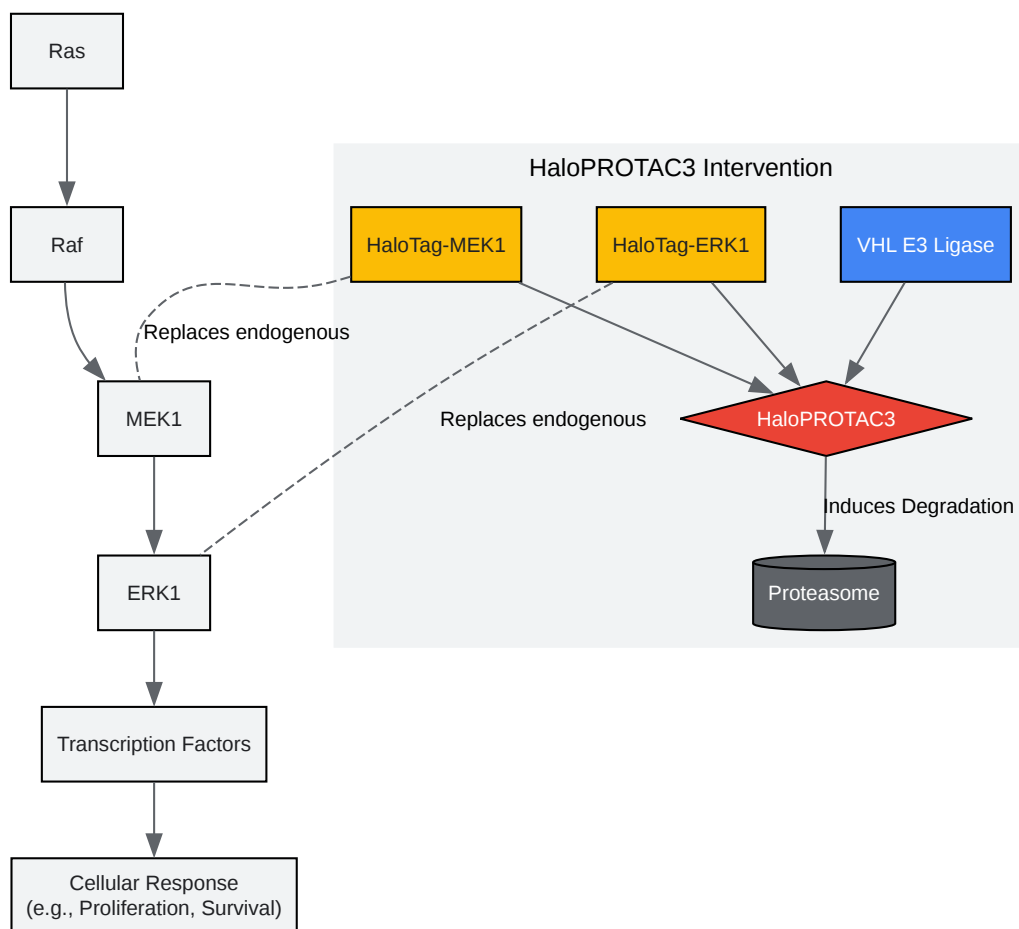 Ras
HaloPROTAC3 Intervention
Raf
HaloTag-MEK1
HaloTag-ERK1
VHL E3 Ligase
Replaces endogenous
MEK1
Replaces endogenous
HaloPROTAC3
Induces Degradation
ERK1
Proteasome
Transcription Factors
Cellular Response
(e.g., Proliferation, Survival)